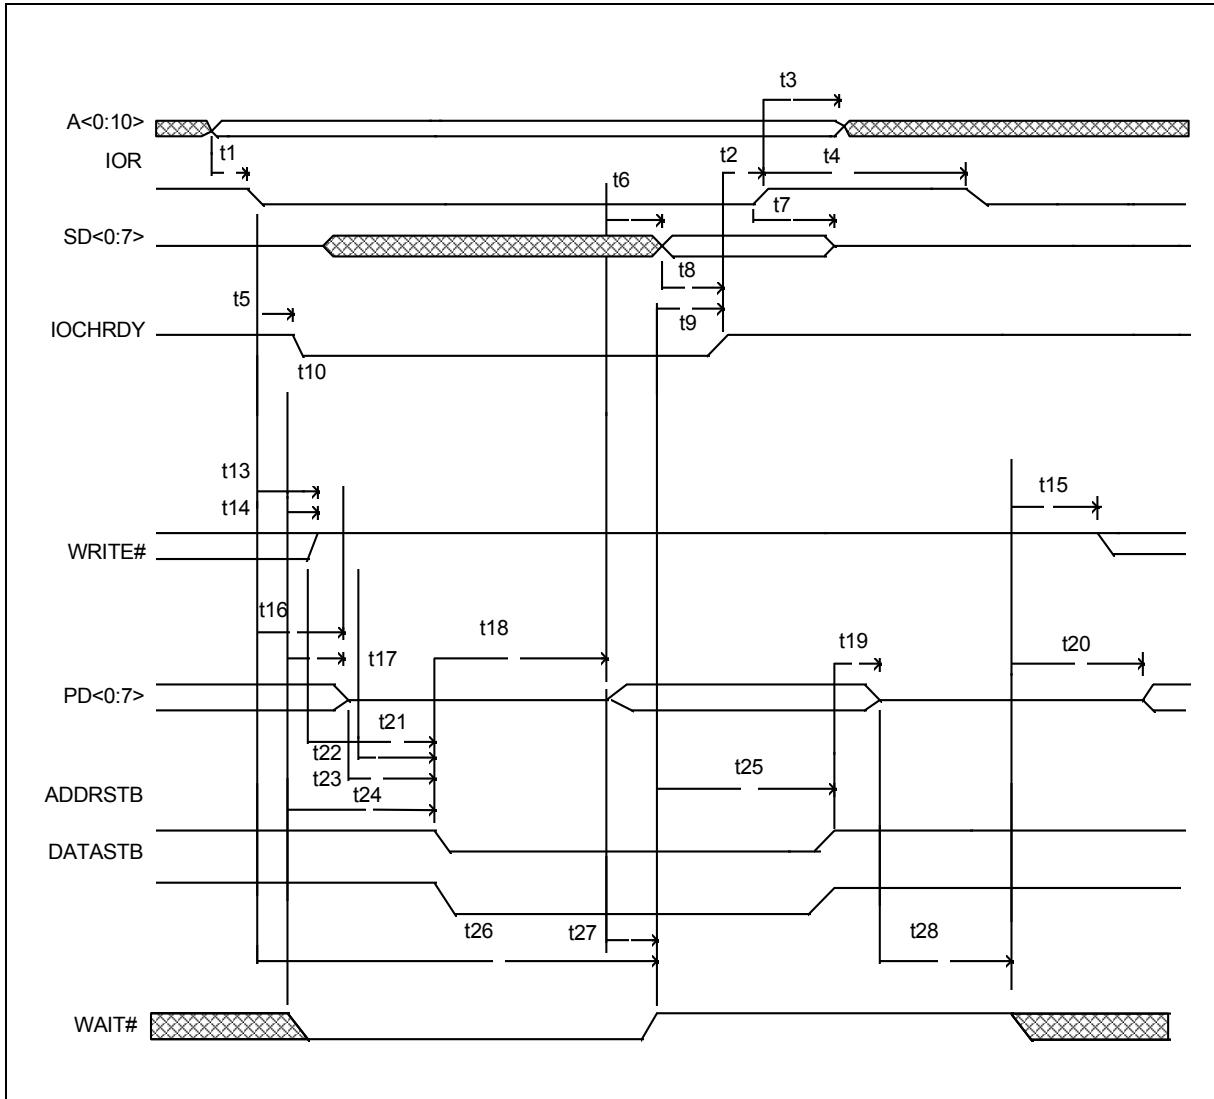 t3
A<0:10>
t1
t2
t4
IOR
t6
t7
SD<0:7>
t8
t5
t9
IOCHRDY
t10
t13
t15
t14
WRITE#
t16
t18
t19
t20
t17
PD<0:7>
t21
t22
t23
t25
ADDRSTB
t24
DATASTB
t26
t27
t28
WAIT#